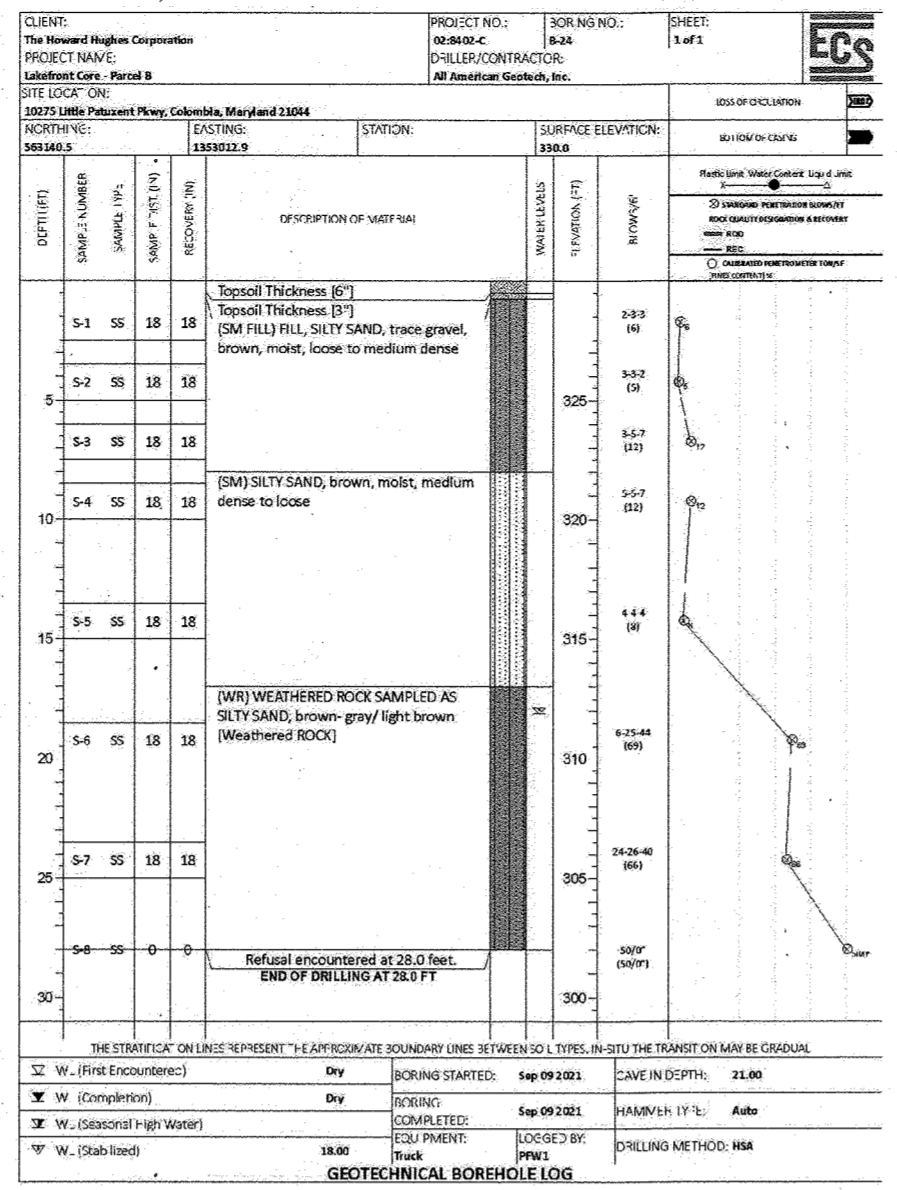 CLIENT: PROJECT NO.: BORING NO.: SHEET:
The Howard Hughes Corporation 02:8402-C B-24 1 of 1
PROJECT NAME: DRILLER/CONTRACTOR:
Lakefront Core - Parcel B All American Geotech, Inc.
ECS
SITE LOCATION:
10275 Little Patuxent Pkwy, Colombia, Maryland 21044
LOSS OF CIRCULATION
NORTHING: EASTING: STATION: SURFACE ELEVATION:
563140.5 1353012.9 330.0
BOTTOM OF CASING
DEPTH (FT) SAMPLE NUMBER SAMPLE TYPE SAMPLE DIST. (IN) RECOVERY (IN) DESCRIPTION OF MATERIAL WATER LEVELS ELEVATION (FT) BLOWS/6"
Plastic Limit Water Content Liquid Limit
STANDARD PENETRATION BLOWS/FT
ROCK QUALITY DESIGNATION & RECOVERY
RQD
REC
CALIBRATED PENETROMETER TON/SF
[FINES CONTENT] %
Topsoil Thickness [6"]
Topsoil Thickness [3"]
S-1 SS 18 18 (SM FILL) FILL, SILTY SAND, trace gravel, 2-3-3
brown, moist, loose to medium dense (6) 6
S-2 SS 18 18 3-3-2
(5) 5
5 325
S-3 SS 18 18 3-5-7
(12) 12
(SM) SILTY SAND, brown, moist, medium
S-4 SS 18 18 dense to loose 5-5-7
(12) 12
10 320
S-5 SS 18 18 4-4-4
(8) 8
15 315
(WR) WEATHERED ROCK SAMPLED AS
SILTY SAND, brown- gray/ light brown
S-6 SS 18 18 [Weathered ROCK] 6-25-44
(69) 69
20 310
S-7 SS 18 18 24-26-40
(66) 66
25 305
S-8 SS 0 0 50/0"
Refusal encountered at 28.0 feet. (50/0")
END OF DRILLING AT 28.0 FT
30 300
THE STRATIFICATION LINES REPRESENT THE APPROXIMATE BOUNDARY LINES BETWEEN SOIL TYPES. IN-SITU THE TRANSITION MAY BE GRADUAL
WL (First Encountered) Dry BORING STARTED: Sep 09 2021 CAVE IN DEPTH: 21.00
WL (Completion) Dry BORING COMPLETED: Sep 09 2021 HAMMER TYPE: Auto
WL (Seasonal High Water)
WL (Stabilized) 18.00 EQUIPMENT: Truck LOGGED BY: PFW1 DRILLING METHOD: HSA
GEOTECHNICAL BOREHOLE LOG